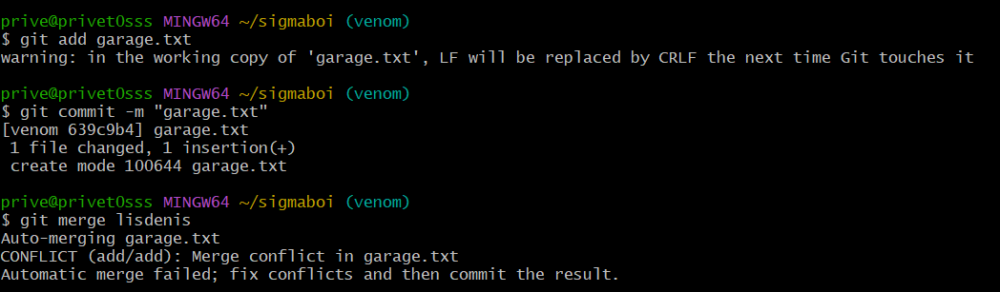 prive@privetOsss MINGW64 ~/sigmaboi (venom)
$ git add garage.txt
warning: in the working copy of 'garage.txt', LF will be replaced by CRLF the next time Git touches it
prive@privetOsss MINGW64 ~/sigmaboi (venom)
$ git commit -m "garage.txt"
[venom 639c9b4] garage.txt
 1 file changed, 1 insertion(+)
 create mode 100644 garage.txt
prive@privetOsss MINGW64 ~/sigmaboi (venom)
$ git merge lisdenis
Auto-merging garage.txt
CONFLICT (add/add): Merge conflict in garage.txt
Automatic merge failed; fix conflicts and then commit the result.